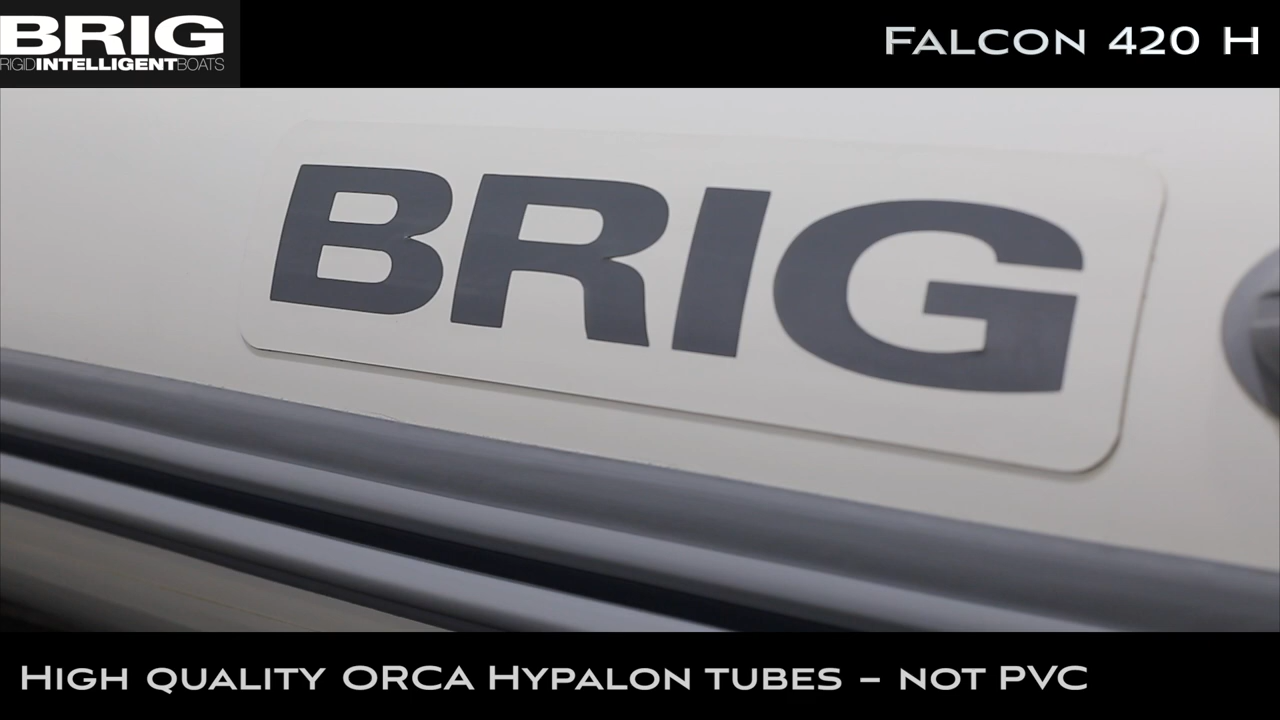 BRIG
RIGIDINTELLIGENTBOATS
FALCON 420 H
BRIG
HIGH QUALITY ORCA HYPALON TUBES – NOT PVC